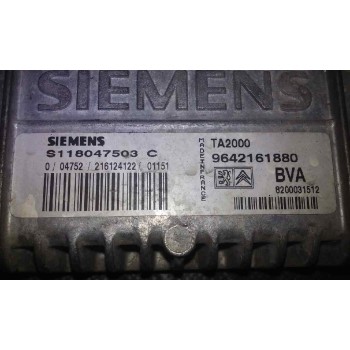 SIEMENS
SIEMENS
S118047503 C
0 / 04752 / 216124122 / 01151
MADE IN FRANCE
TA2000
9642161880
BVA
8200031512